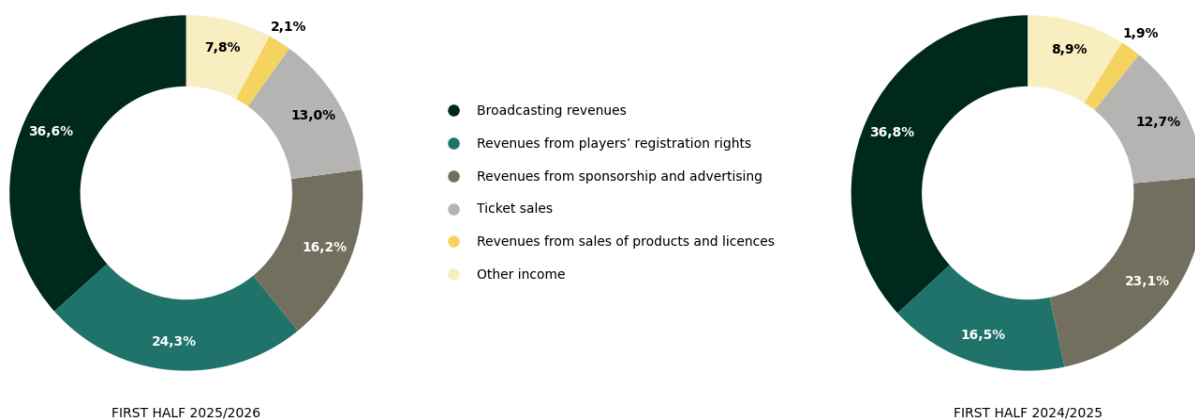 7,8%
2,1%
13,0%
36,6%
16,2%
24,3%
FIRST HALF 2025/2026
Broadcasting revenues
Revenues from players’ registration rights
Revenues from sponsorship and advertising
Ticket sales
Revenues from sales of products and licences
Other income
8,9%
1,9%
12,7%
36,8%
23,1%
16,5%
FIRST HALF 2024/2025